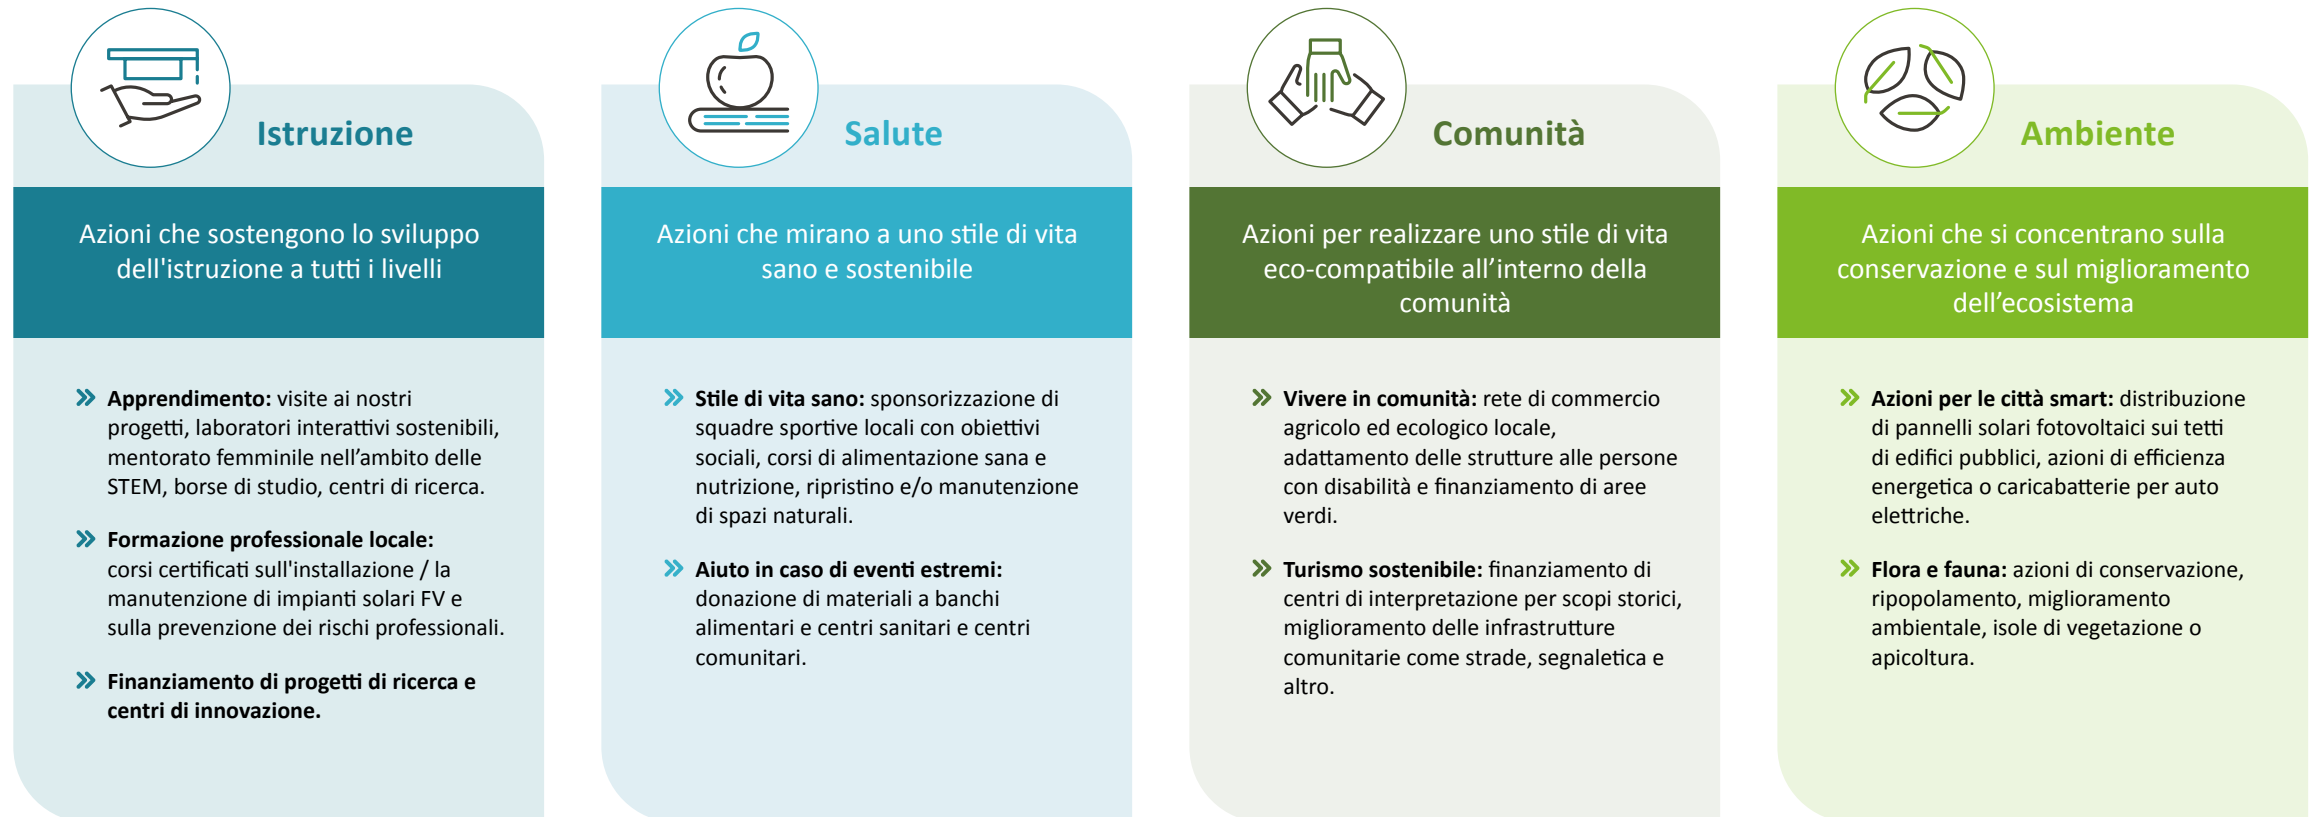 Istruzione
Azioni che sostengono lo sviluppo
dell'istruzione a tutti i livelli
Apprendimento: visite ai nostri
progetti, laboratori interattivi sostenibili,
mentorato femminile nell’ambito delle
STEM, borse di studio, centri di ricerca.
Formazione professionale locale:
corsi certificati sull'installazione / la
manutenzione di impianti solari FV e
sulla prevenzione dei rischi professionali.
Finanziamento di progetti di ricerca e
centri di innovazione.
Salute
Azioni che mirano a uno stile di vita
sano e sostenibile
Stile di vita sano: sponsorizzazione di
squadre sportive locali con obiettivi
sociali, corsi di alimentazione sana e
nutrizione, ripristino e/o manutenzione
di spazi naturali.
Aiuto in caso di eventi estremi:
donazione di materiali a banchi
alimentari e centri sanitari e centri
comunitari.
Comunità
Azioni per realizzare uno stile di vita
eco-compatibile all’interno della
comunità
Vivere in comunità: rete di commercio
agricolo ed ecologico locale,
adattamento delle strutture alle persone
con disabilità e finanziamento di aree
verdi.
Turismo sostenibile: finanziamento di
centri di interpretazione per scopi storici,
miglioramento delle infrastrutture
comunitarie come strade, segnaletica e
altro.
Ambiente
Azioni che si concentrano sulla
conservazione e sul miglioramento
dell’ecosistema
Azioni per le città smart: distribuzione
di pannelli solari fotovoltaici sui tetti
di edifici pubblici, azioni di efficienza
energetica o caricabatterie per auto
elettriche.
Flora e fauna: azioni di conservazione,
ripopolamento, miglioramento
ambientale, isole di vegetazione o
apicoltura.